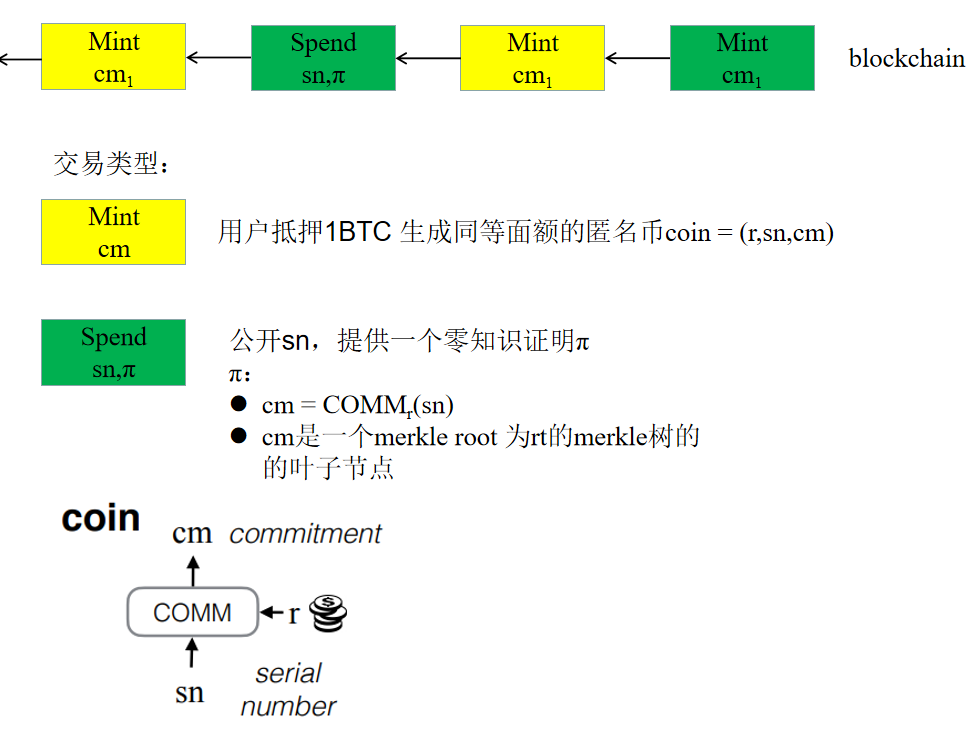 Mint
cm₁
Spend
sn,π
Mint
cm₁
Mint
cm₁
blockchain
交易类型：
Mint
cm
用户抵押1BTC 生成同等面额的匿名币coin = (r,sn,cm)
Spend
sn,π
公开sn，提供一个零知识证明π
π：
● cm = COMMᵣ(sn)
● cm是一个merkle root 为rt的merkle树的
的叶子节点
coin
cm commitment
COMM
r $
sn
serial
number